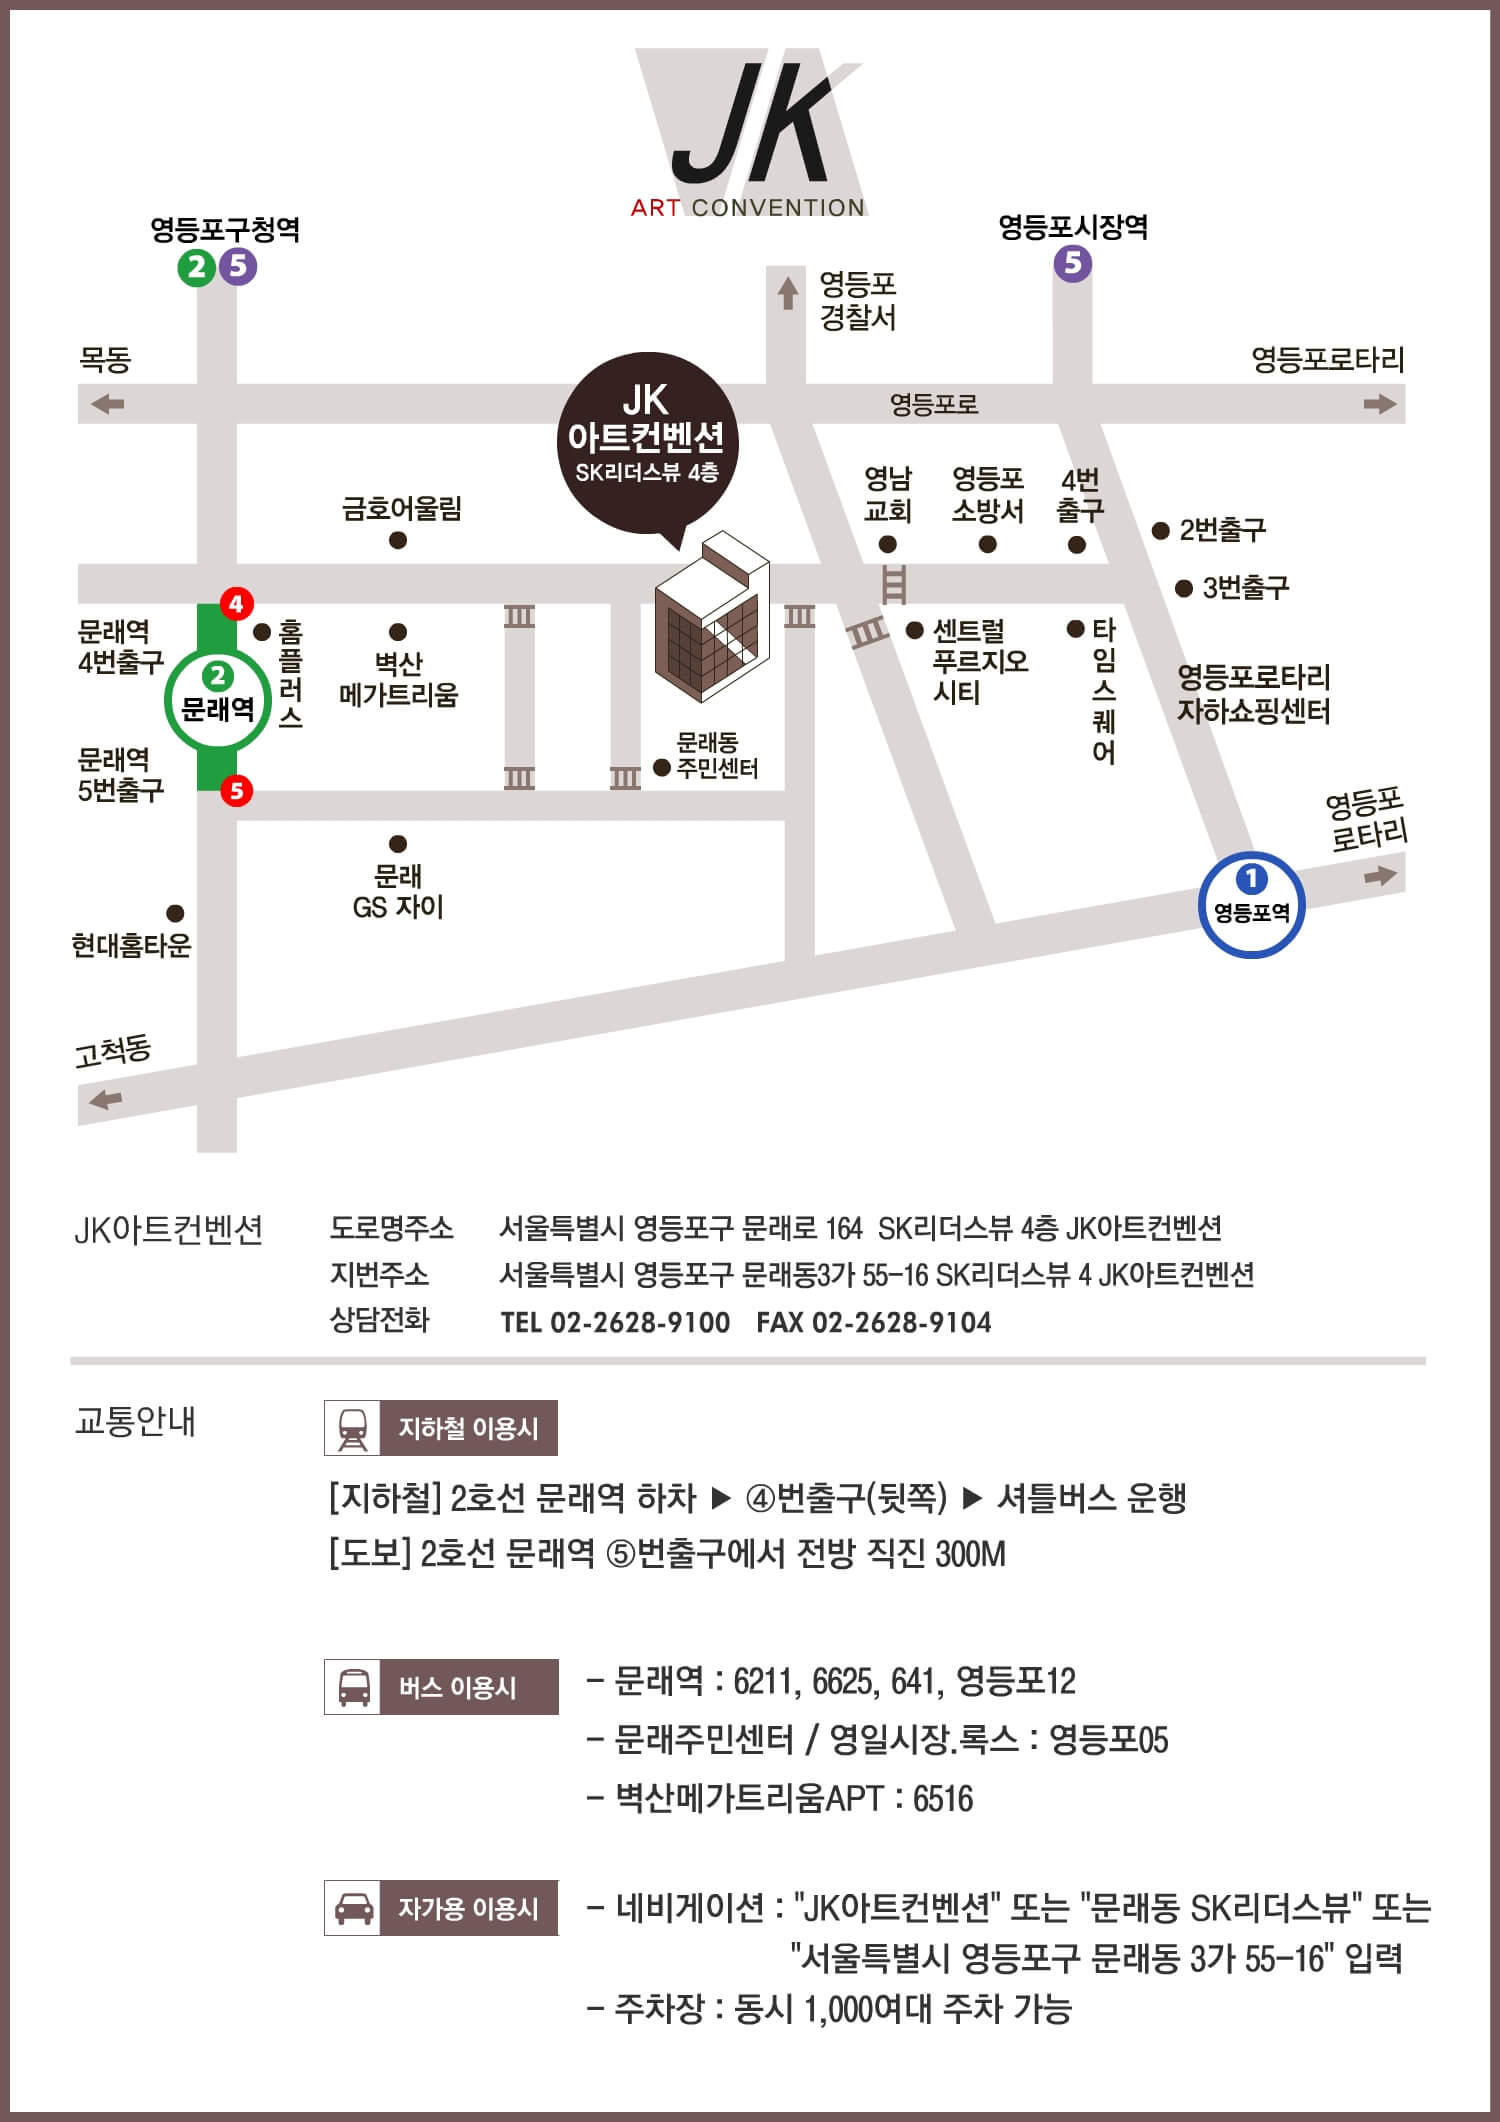 JK
ART CONVENTION
영등포구청역
2 5
영등포시장역
5
영등포
경찰서
목동
영등포로타리
영등포로
JK
아트컨벤션
SK리더스뷰 4층
금호어울림
영남
교회
영등포
소방서
4번
출구
2번출구
3번출구
4
문래역
4번출구
2
문래역
홈플러스
벽산
메가트리움
센트럴
푸르지오
시티
타임스퀘어
영등포로타리
자하쇼핑센터
문래역
5번출구
5
문래동
주민센터
영등포
로타리
문래
GS 자이
1
영등포역
현대홈타운
고척동
JK아트컨벤션
도로명주소 서울특별시 영등포구 문래로 164 SK리더스뷰 4층 JK아트컨벤션
지번주소 서울특별시 영등포구 문래동3가 55-16 SK리더스뷰 4 JK아트컨벤션
상담전화 TEL 02-2628-9100 FAX 02-2628-9104
교통안내
지하철 이용시
[지하철] 2호선 문래역 하차 ▶ ④번출구(뒷쪽) ▶ 셔틀버스 운행
[도보] 2호선 문래역 ⑤번출구에서 전방 직진 300M
버스 이용시
- 문래역 : 6211, 6625, 641, 영등포12
- 문래주민센터 / 영일시장.록스 : 영등포05
- 벽산메가트리움APT : 6516
자가용 이용시
- 네비게이션 : "JK아트컨벤션" 또는 "문래동 SK리더스뷰" 또는
"서울특별시 영등포구 문래동 3가 55-16" 입력
- 주차장 : 동시 1,000여대 주차 가능